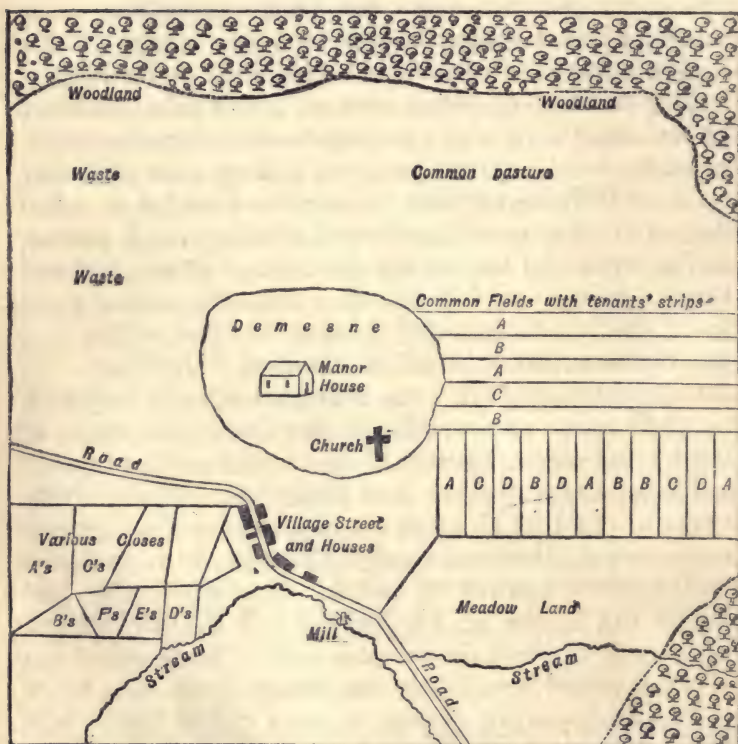 Woodland
Woodland
Waste
Common pasture
Waste
Common Fields with tenants' strips
Demesne
A
B
Manor
House
A
C
B
Church
Road
A C D B D A B B C D A
Village Street
and Houses
Various Closes
A's C's
B's F's E's D's
Meadow Land
Mill
Stream
Road
Stream